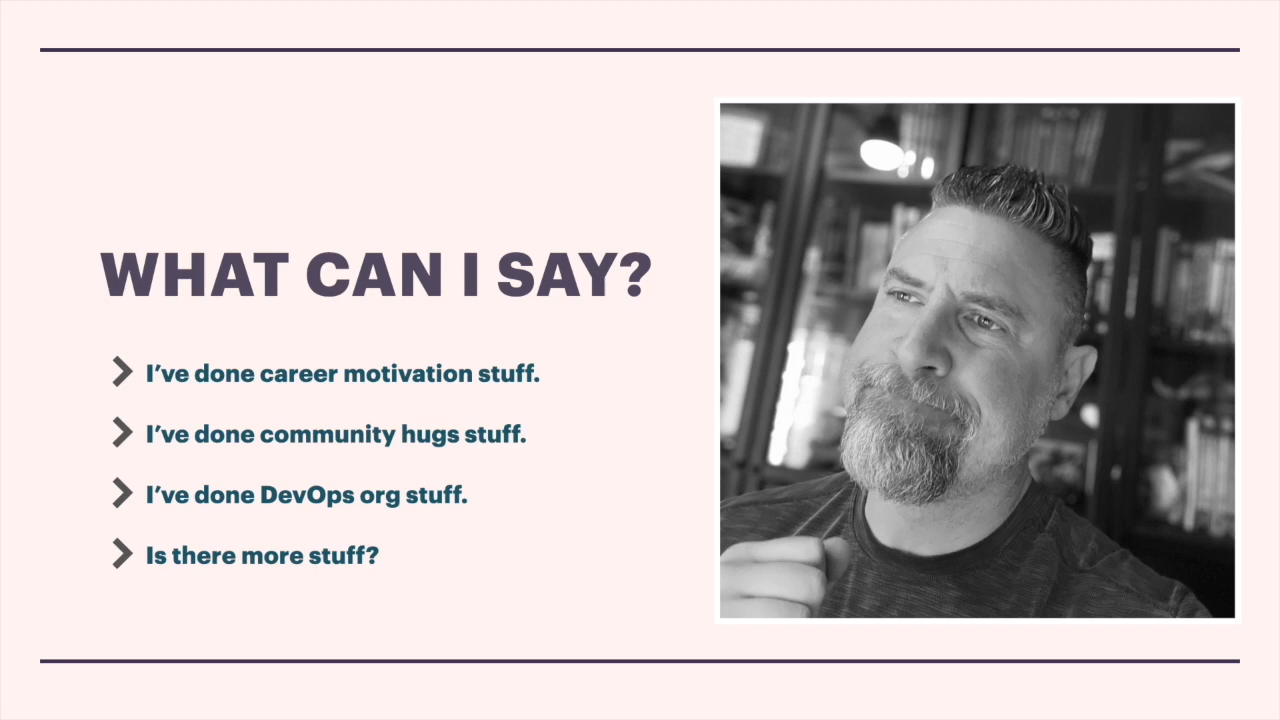 WHAT CAN I SAY?
I’ve done career motivation stuff.
I’ve done community hugs stuff.
I’ve done DevOps org stuff.
Is there more stuff?